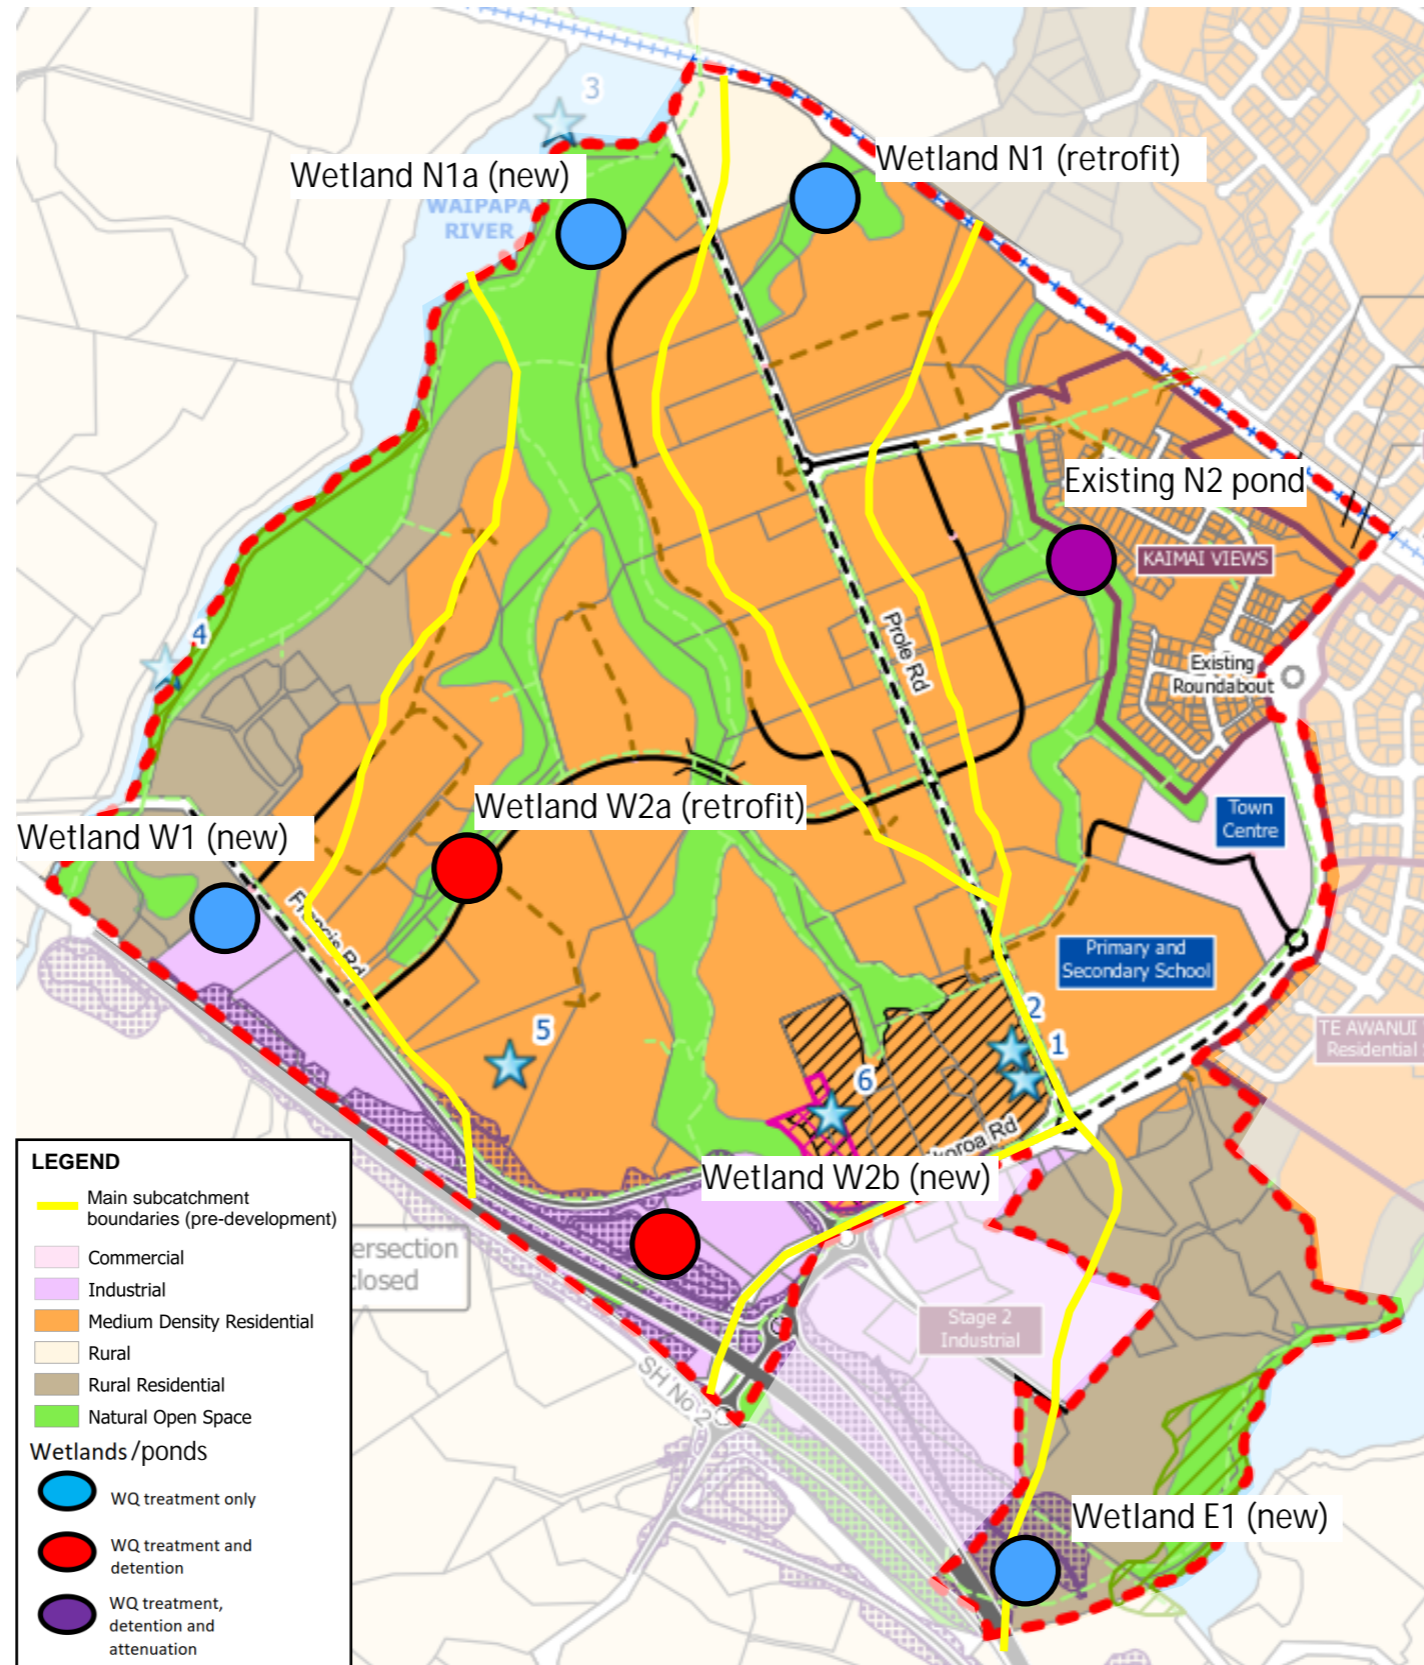 3
Wetland N1 (retrofit)
Wetland N1a (new)
WAIPAPA
RIVER
Existing N2 pond
KAIMAI VIEWS
4
Prole Rd
Existing
Roundabout
Wetland W2a (retrofit)
Town
Centre
Wetland W1 (new)
Francis Rd
Primary and
Secondary School
2
1
5
6
TE AWANUI
Residential
koroa Rd
Wetland W2b (new)
ersection
closed
Stage 2
Industrial
SH No 2
Wetland E1 (new)
LEGEND
Main subcatchment
boundaries (pre-development)
Commercial
Industrial
Medium Density Residential
Rural
Rural Residential
Natural Open Space
Wetlands/ponds
WQ treatment only
WQ treatment and
detention
WQ treatment,
detention and
attenuation